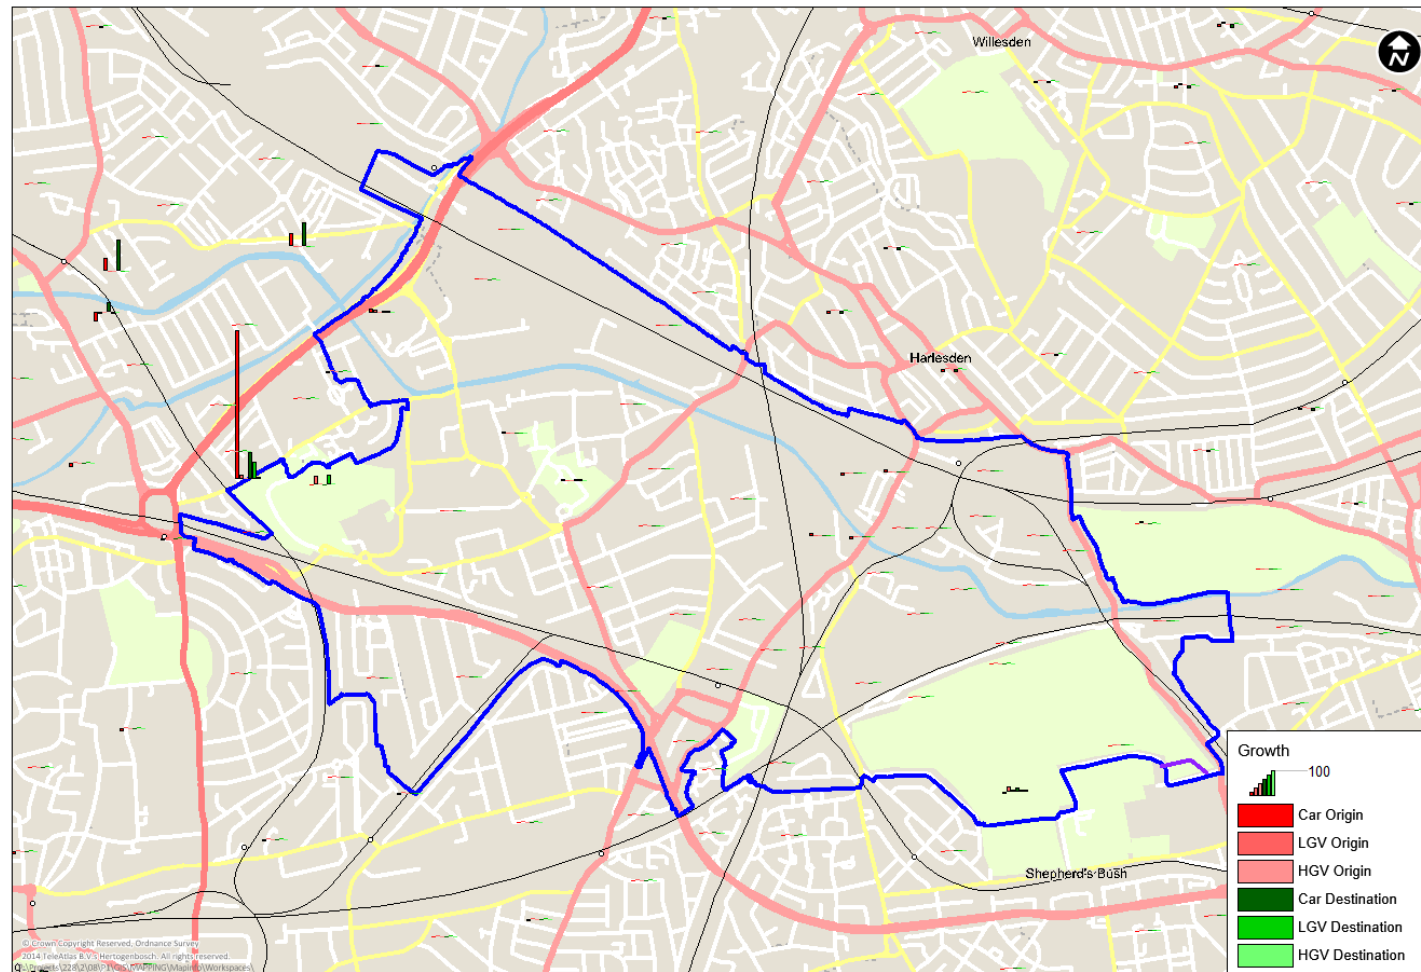 Willesden
N
Harlesden
Shepherd's Bush
Growth
100
Car Origin
LGV Origin
HGV Origin
Car Destination
LGV Destination
HGV Destination
© Crown Copyright Reserved, Ordnance Survey
2014 TeleAtlas B.V.'s Hertogenbosch. All rights reserved.